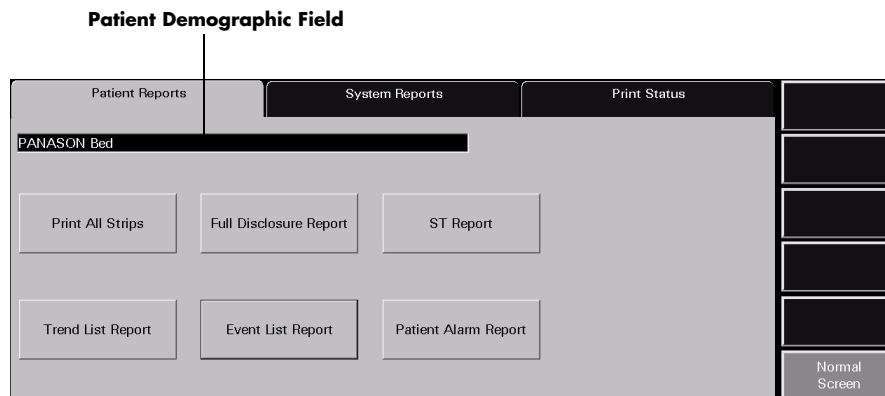 Patient Demographic Field
Patient Reports
System Reports
Print Status
PANASON Bed
Print All Strips
Full Disclosure Report
ST Report
Trend List Report
Event List Report
Patient Alarm Report
Normal
Screen